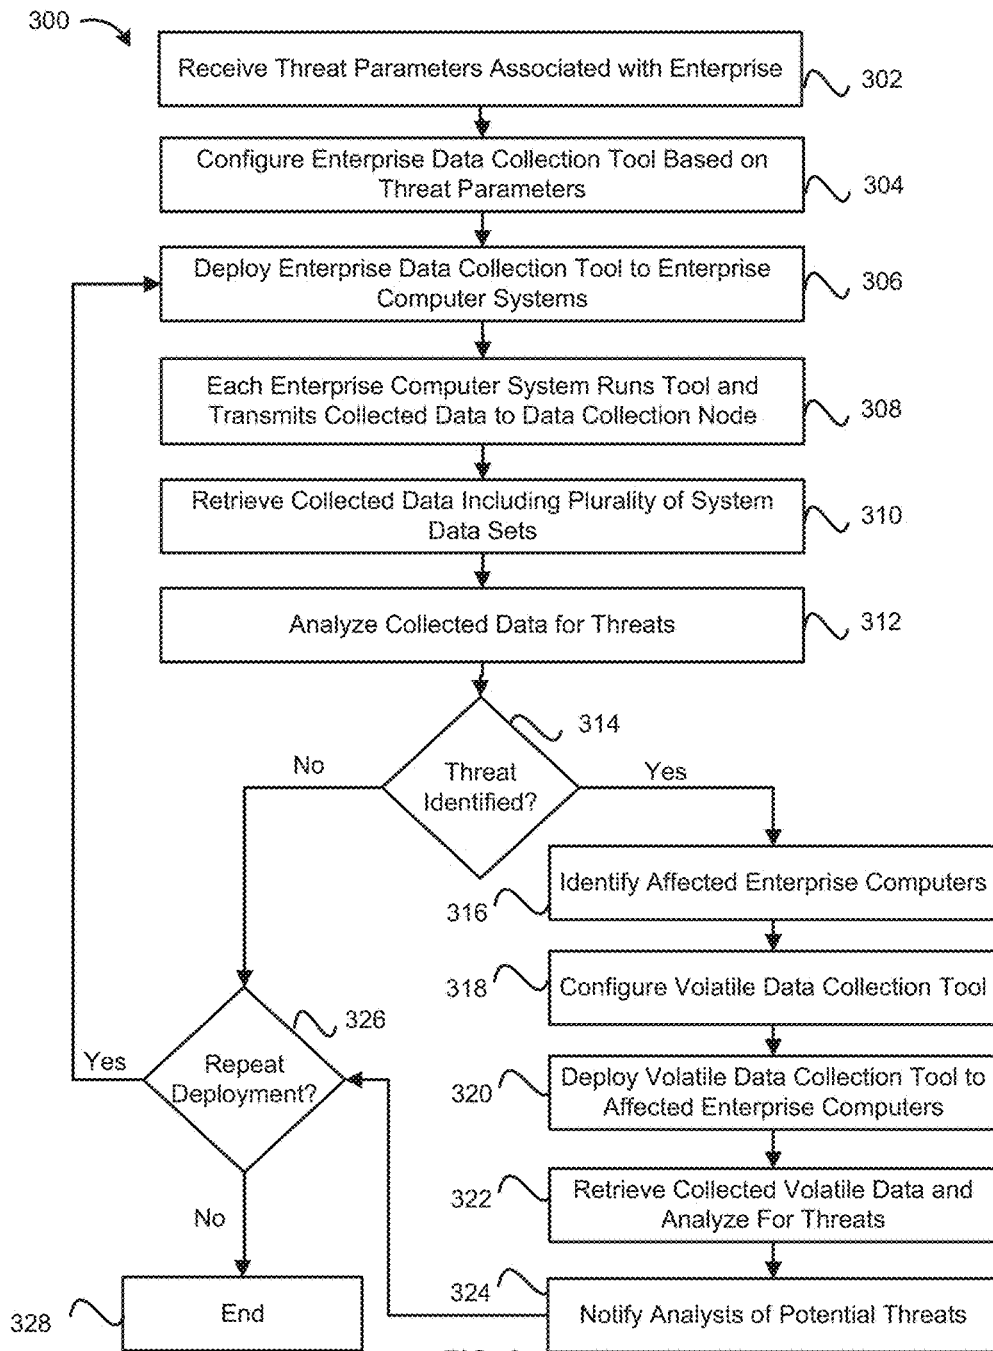 300
Receive Threat Parameters Associated with Enterprise
302
Configure Enterprise Data Collection Tool Based on
Threat Parameters
304
Deploy Enterprise Data Collection Tool to Enterprise
Computer Systems
306
Each Enterprise Computer System Runs Tool and
Transmits Collected Data to Data Collection Node
308
Retrieve Collected Data Including Plurality of System
Data Sets
310
Analyze Collected Data for Threats
312
314
Threat
Identified?
No
Yes
Identify Affected Enterprise Computers
316
Configure Volatile Data Collection Tool
318
Deploy Volatile Data Collection Tool to
Affected Enterprise Computers
320
Retrieve Collected Volatile Data and
Analyze For Threats
322
Notify Analysis of Potential Threats
324
326
Repeat
Deployment?
Yes
No
End
328